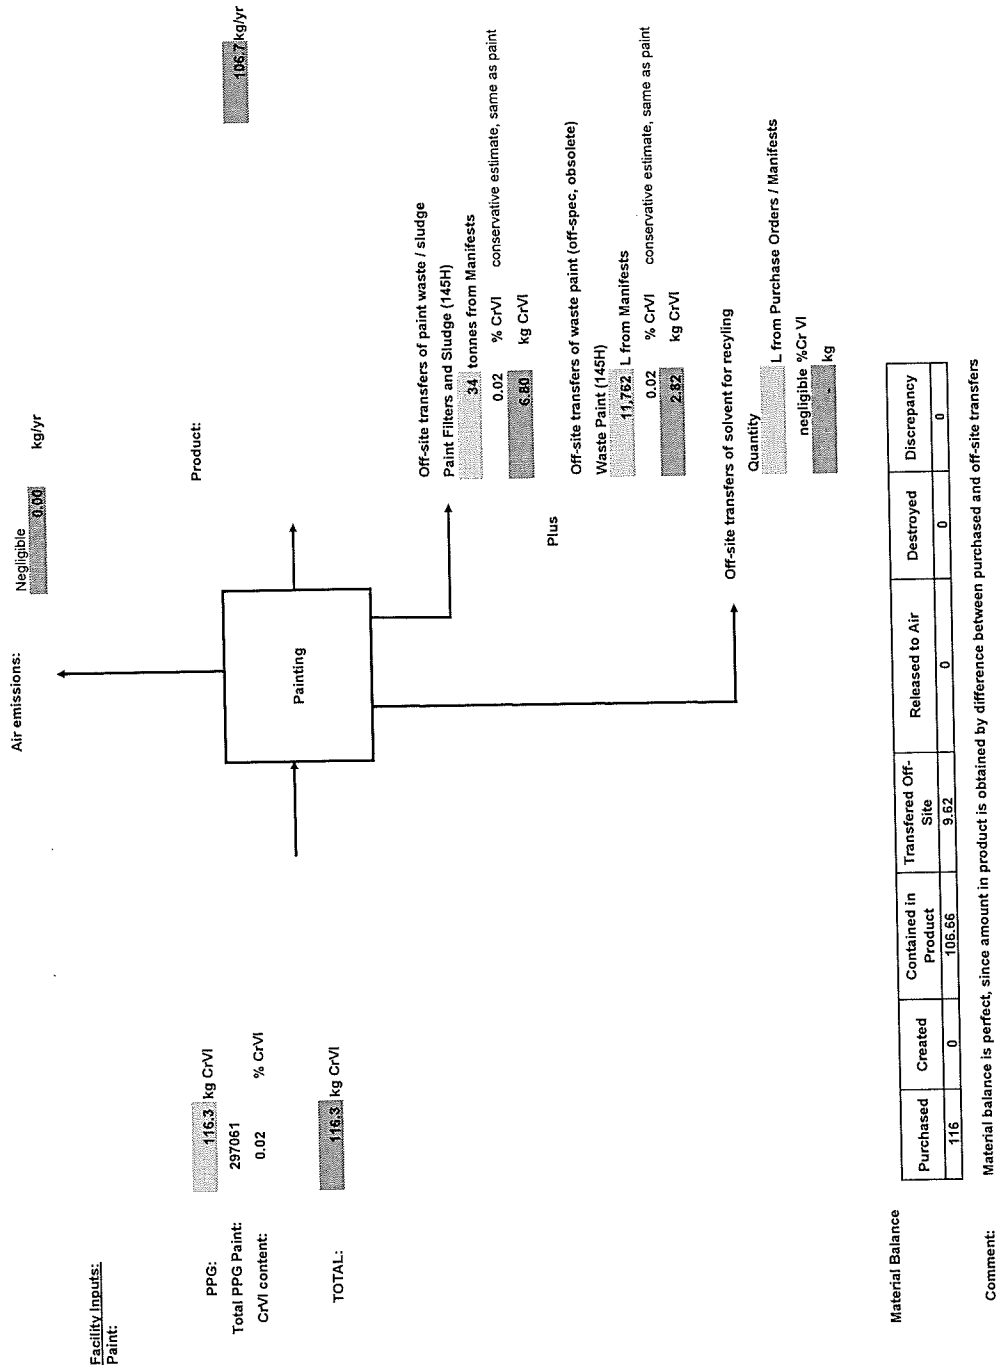 Air emissions:
Negligible
0.00 kg/yr
Facility Inputs:
Paint:
PPG: 116.3 kg CrVI
Total PPG Paint: 297061
CrVI content: 0.02 % CrVI
TOTAL: 116.3 kg CrVI
Painting
Product:
106.7 kg/yr
Off-site transfers of paint waste / sludge
Paint Filters and Sludge (145H)
34 tonnes from Manifests
0.02 % CrVI conservative estimate, same as paint
6.80 kg CrVI
Plus
Off-site transfers of waste paint (off-spec, obsolete)
Waste Paint (145H)
11,762 L from Manifests
0.02 % CrVI conservative estimate, same as paint
2.82 kg CrVI
Off-site transfers of solvent for recyling
Quantity
L from Purchase Orders / Manifests
negligible %Cr VI
- kg
Material Balance
Purchased Created Contained in Product Transfered Off-Site Released to Air Destroyed Discrepancy
116 0 106.66 9.62 0 0 0
Comment: Material balance is perfect, since amount in product is obtained by difference between purchased and off-site transfers